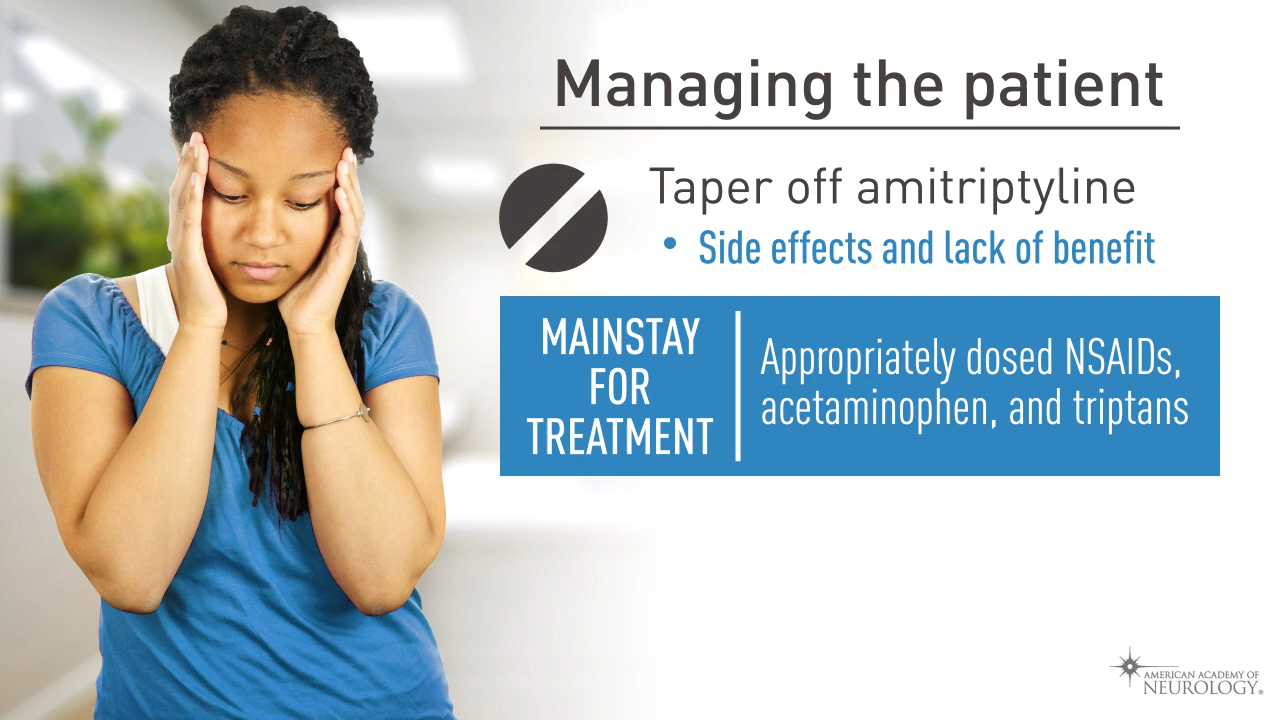 Managing the patient
Taper off amitriptyline
• Side effects and lack of benefit
MAINSTAY
FOR
TREATMENT
Appropriately dosed NSAIDs,
acetaminophen, and triptans
AMERICAN ACADEMY OF
NEUROLOGY®